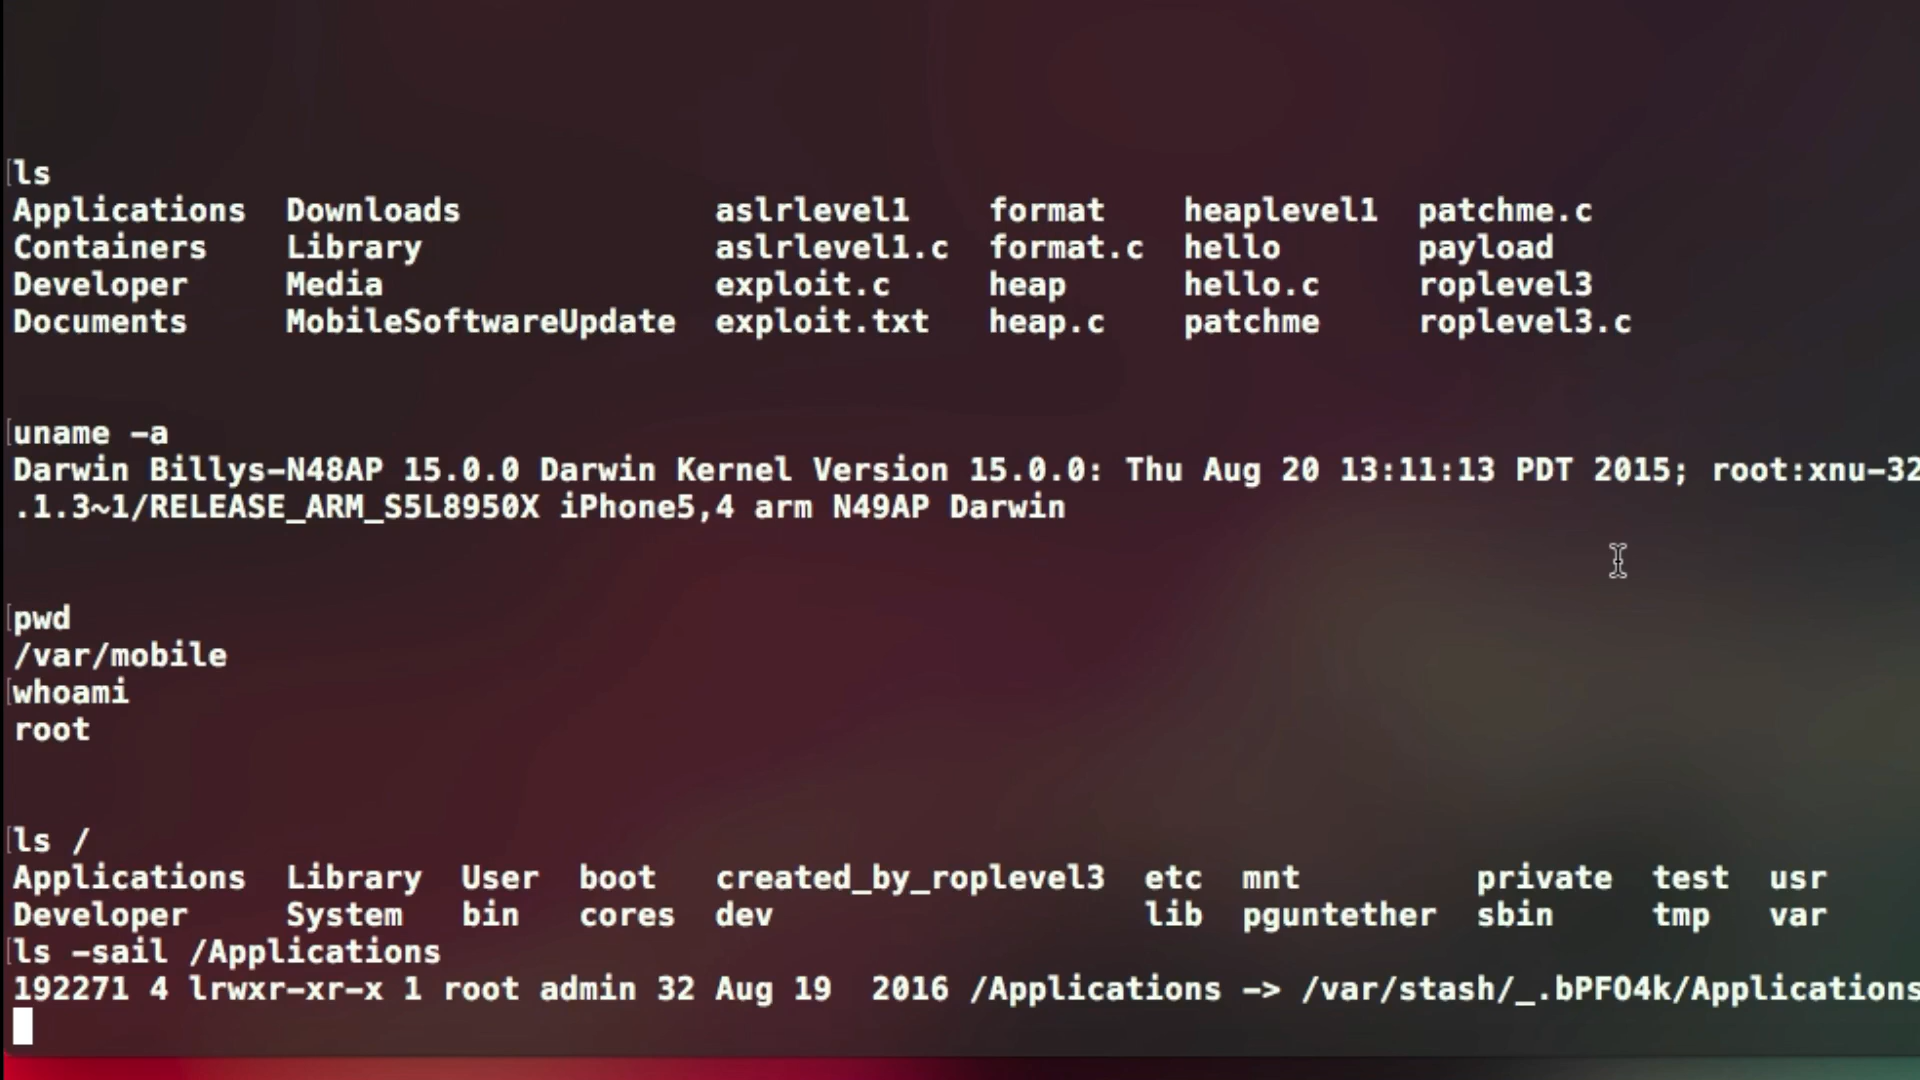 ls
Applications Downloads aslrlevel1 format heaplevel1 patchme.c
Containers Library aslrlevel1.c format.c hello payload
Developer Media exploit.c heap hello.c roplevel3
Documents MobileSoftwareUpdate exploit.txt heap.c patchme roplevel3.c
uname -a
Darwin Billys-N48AP 15.0.0 Darwin Kernel Version 15.0.0: Thu Aug 20 13:11:13 PDT 2015; root:xnu-32
.1.3~1/RELEASE_ARM_S5L8950X iPhone5,4 arm N49AP Darwin
pwd
/var/mobile
whoami
root
ls /
Applications Library User boot created_by_roplevel3 etc mnt private test usr
Developer System bin cores dev lib pguntether sbin tmp var
ls -sail /Applications
192271 4 lrwxr-xr-x 1 root admin 32 Aug 19 2016 /Applications -> /var/stash/_.bPFO4k/Applications